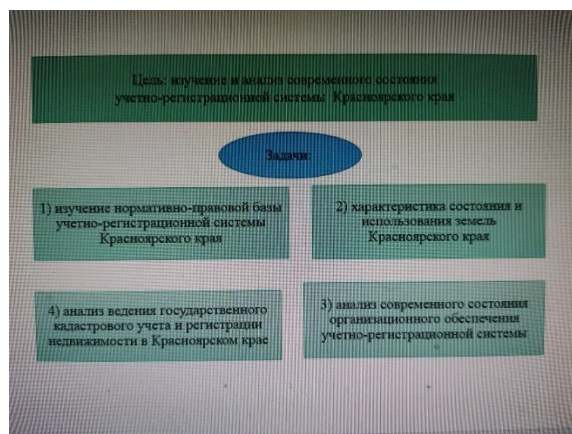 Цель: изучение и анализ современного состояния
учетно-регистрационной системы Красноярского края
Задачи:
1) изучение нормативно-правовой базы
учетно-регистрационной системы
Красноярского края
2) характеристика состояния и
использования земель
Красноярского края
4) анализ ведения государственного
кадастрового учета и регистрации
недвижимости в Красноярском крае
3) анализ современного состояния
организационного обеспечения
учетно-регистрационной системы